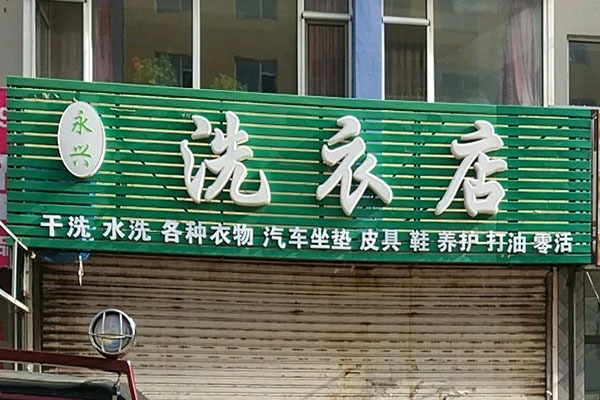 永兴
洗衣店
干洗 水洗 各种衣物 汽车坐垫 皮具 鞋 养护 打油 零活